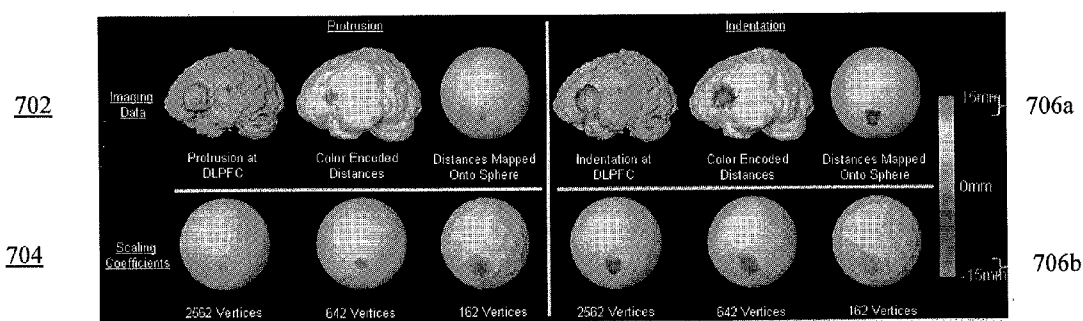 Protrusion
Indentation
702
Imaging
Data
Protrusion at
DLPFC
Color Encoded
Distances
Distances Mapped
Onto Sphere
Indentation at
DLPFC
Color Encoded
Distances
Distances Mapped
Onto Sphere
15mm
706a
0mm
704
Scaling
Coefficients
-15mm
706b
2562 Vertices
642 Vertices
162 Vertices
2562 Vertices
642 Vertices
162 Vertices